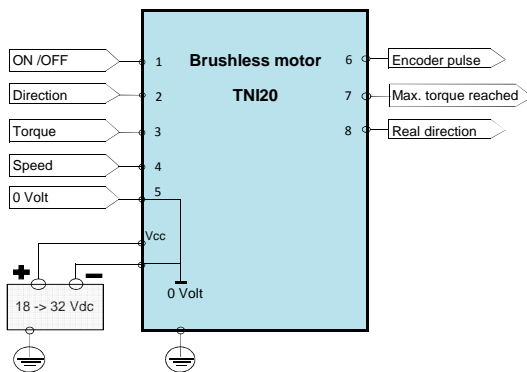 ON /OFF
Direction
Torque
Speed
0 Volt
1
2
3
4
5
Vcc
Brushless motor
TNI20
6
7
8
Encoder pulse
Max. torque reached
Real direction
+
−
18 -> 32 Vdc
0 Volt